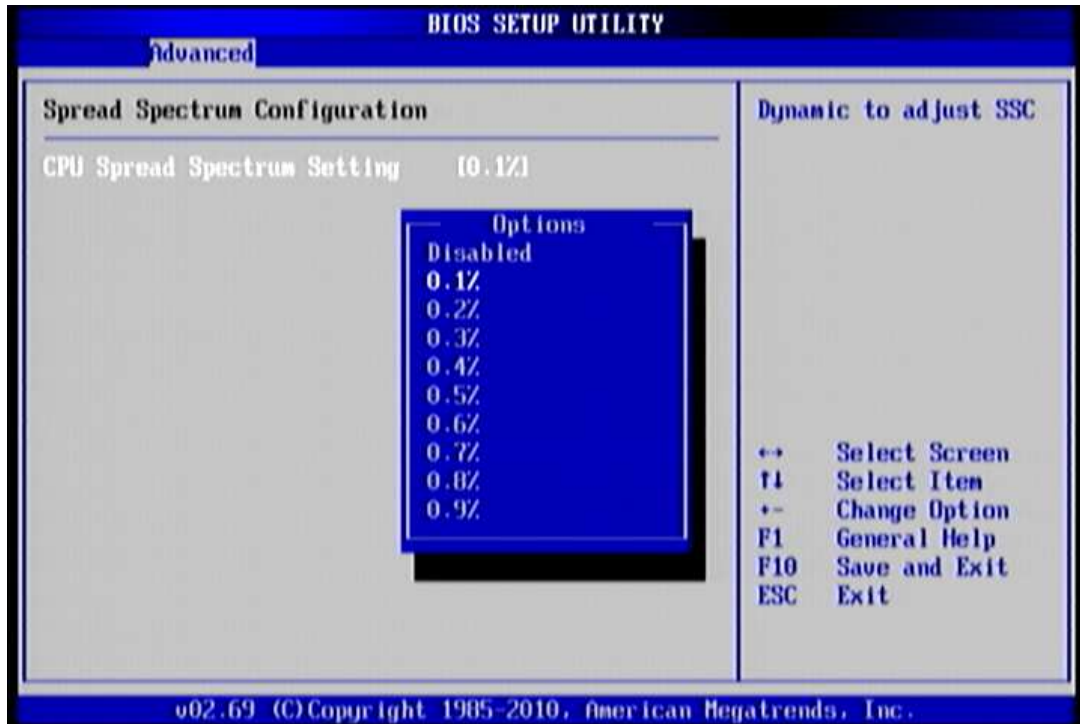 BIOS SETUP UTILITY
Advanced
Spread Spectrum Configuration
CPU Spread Spectrum Setting [0.1%]
Options
Disabled
0.1%
0.2%
0.3%
0.4%
0.5%
0.6%
0.7%
0.8%
0.9%
Dynamic to adjust SSC
←→ Select Screen
↑↓ Select Item
+- Change Option
F1 General Help
F10 Save and Exit
ESC Exit
v02.69 (C)Copyright 1985-2010, American Megatrends, Inc.